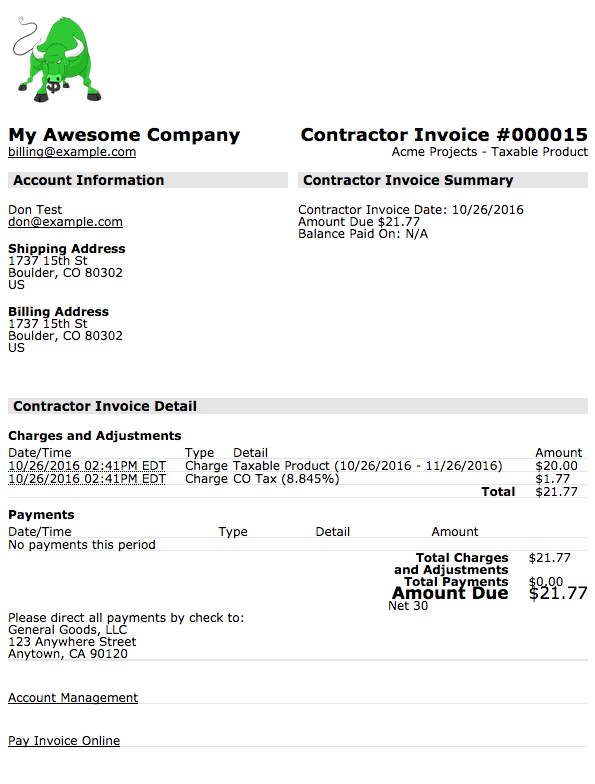 My Awesome Company
billing@example.com
Contractor Invoice #000015
Acme Projects - Taxable Product
Account Information
Don Test
don@example.com
Shipping Address
1737 15th St
Boulder, CO 80302
US
Billing Address
1737 15th St
Boulder, CO 80302
US
Contractor Invoice Summary
Contractor Invoice Date: 10/26/2016
Amount Due $21.77
Balance Paid On: N/A
Contractor Invoice Detail
Charges and Adjustments
Date/Time Type Detail Amount
10/26/2016 02:41PM EDT Charge Taxable Product (10/26/2016 - 11/26/2016) $20.00
10/26/2016 02:41PM EDT Charge CO Tax (8.845%) $1.77
Total $21.77
Payments
Date/Time Type Detail Amount
No payments this period
Total Charges $21.77
and Adjustments
Total Payments $0.00
Amount Due $21.77
Net 30
Please direct all payments by check to:
General Goods, LLC
123 Anywhere Street
Anytown, CA 90120
Account Management
Pay Invoice Online